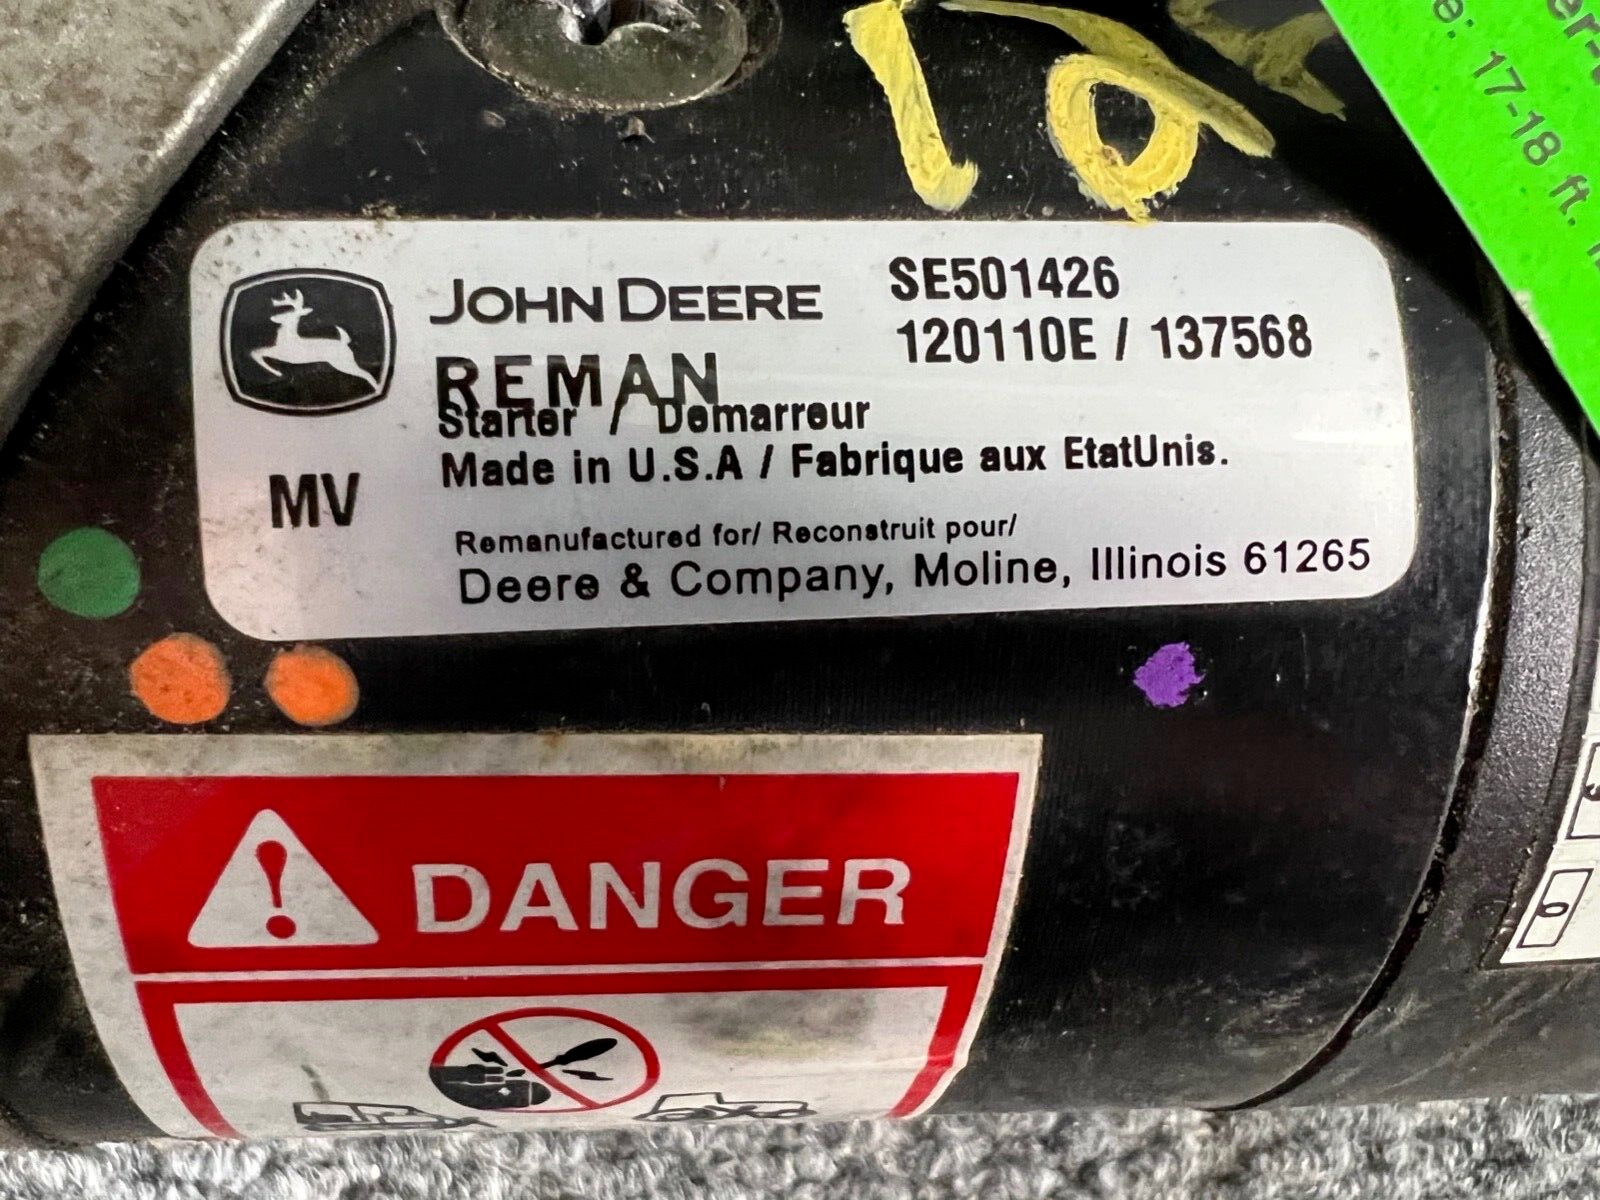 17-18 ft.
JOHN DEERE
SE501426
120110E / 137568
REMAN
Starter / Demarreur
Made in U.S.A / Fabrique aux EtatUnis.
MV
Remanufactured for/ Reconstruit pour/
Deere & Company, Moline, Illinois 61265
DANGER